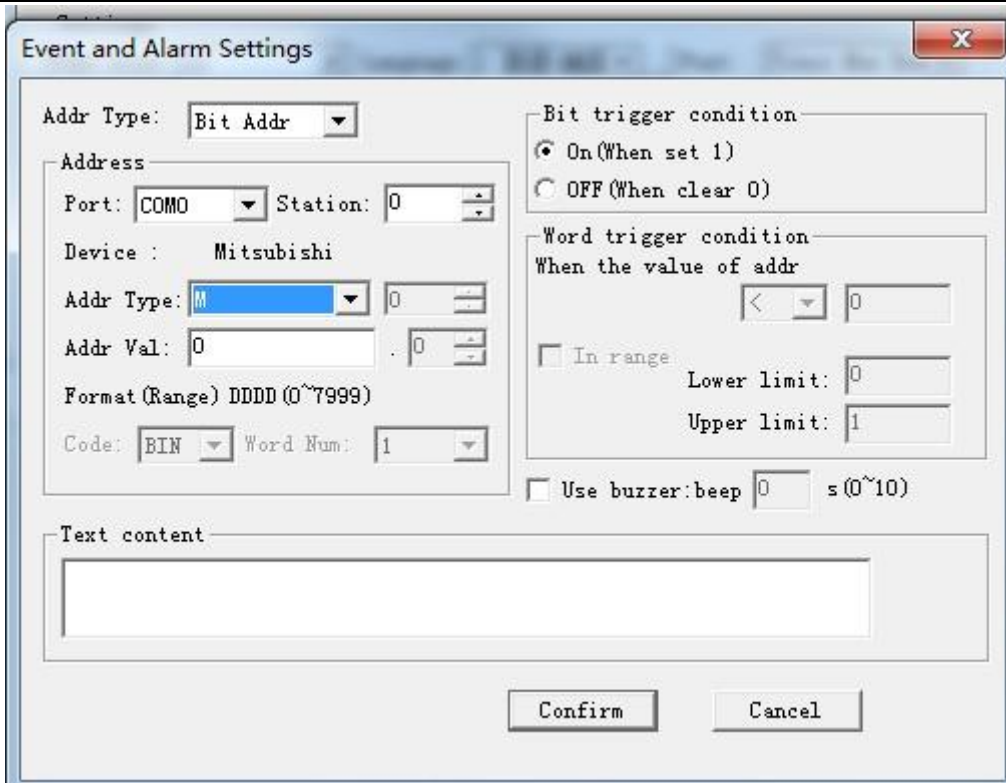 Event and Alarm Settings
Addr Type: Bit Addr
Address
Port: COM0 Station: 0
Device : Mitsubishi
Addr Type: M 0
Addr Val: 0 . 0
Format(Range) DDDD(0~7999)
Code: BIN Word Num: 1
Bit trigger condition
On(When set 1)
OFF(When clear 0)
Word trigger condition
When the value of addr
< 0
In range
Lower limit: 0
Upper limit: 1
Use buzzer:beep 0 s(0~10)
Text content
Confirm Cancel